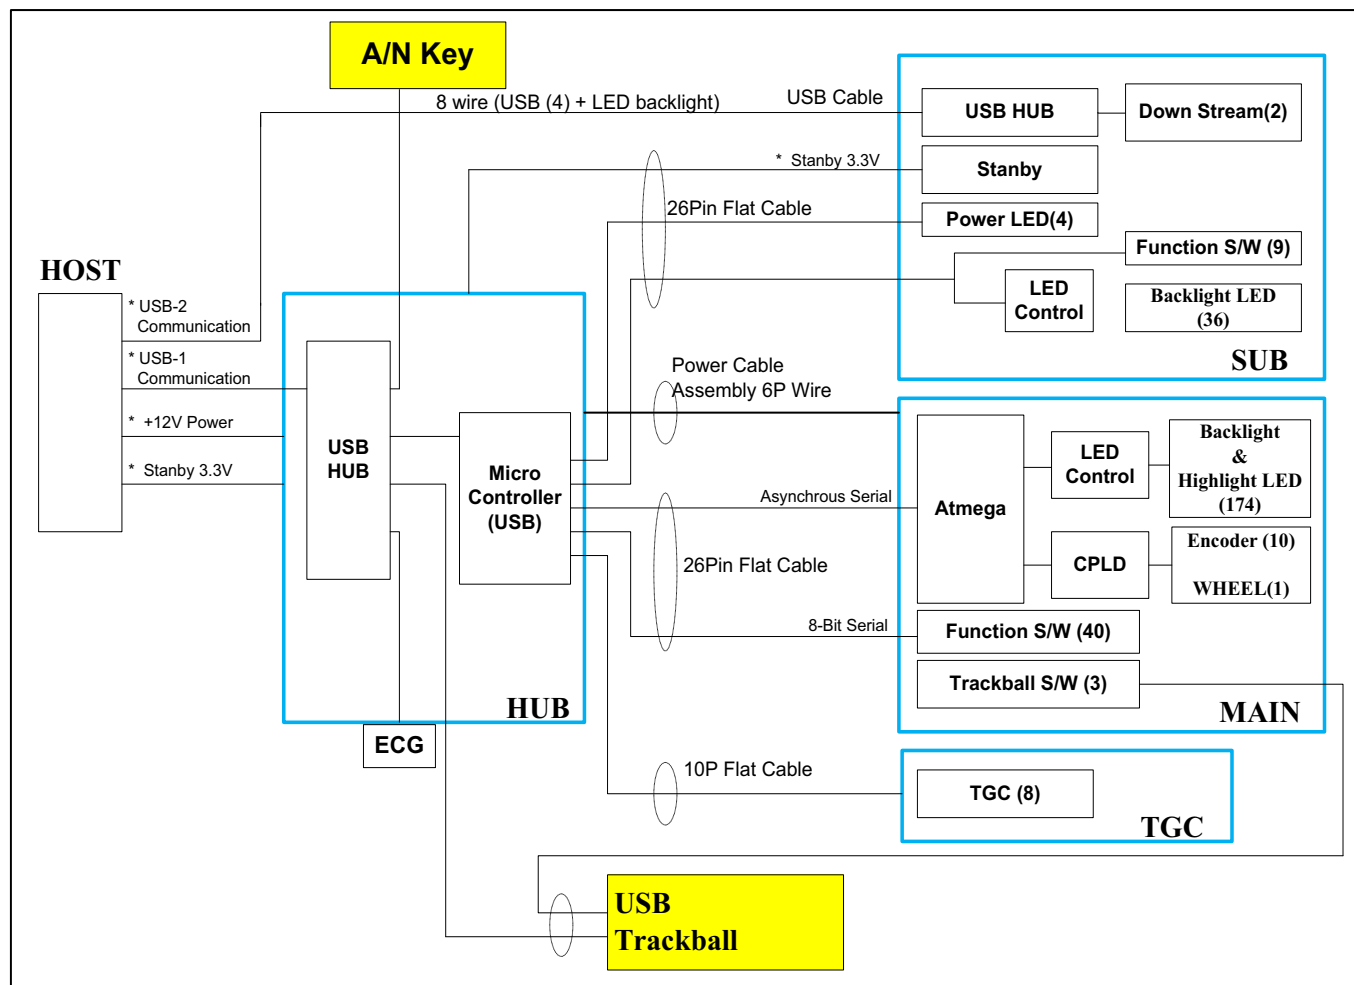 A/N Key
8 wire (USB (4) + LED backlight)
USB Cable
USB HUB
Down Stream(2)
* Stanby 3.3V
Stanby
26Pin Flat Cable
Power LED(4)
Function S/W (9)
LED
Control
Backlight LED
(36)
SUB
HOST
* USB-2
Communication
* USB-1
Communication
* +12V Power
* Stanby 3.3V
USB
HUB
Micro
Controller
(USB)
HUB
ECG
Power Cable
Assembly 6P Wire
Asynchrous Serial
26Pin Flat Cable
8-Bit Serial
Atmega
LED
Control
Backlight
&
Highlight LED
(174)
CPLD
Encoder (10)
WHEEL(1)
Function S/W (40)
Trackball S/W (3)
MAIN
10P Flat Cable
TGC (8)
TGC
USB
Trackball